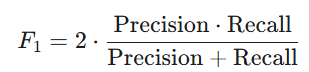 F₁ = 2 · (Precision · Recall) / (Precision + Recall)